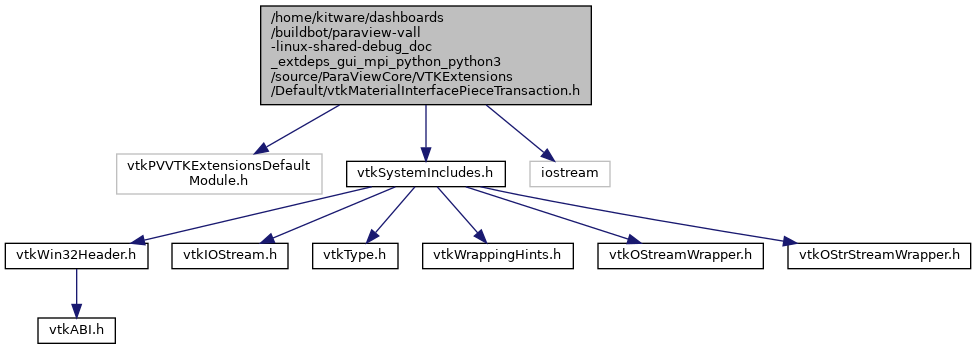 /home/kitware/dashboards
/buildbot/paraview-vall
-linux-shared-debug_doc
_extdeps_gui_mpi_python_python3
/source/ParaViewCore/VTKExtensions
/Default/vtkMaterialInterfacePieceTransaction.h
vtkPVVTKExtensionsDefault
Module.h
vtkSystemIncludes.h
iostream
vtkWin32Header.h
vtkIOStream.h
vtkType.h
vtkWrappingHints.h
vtkOStreamWrapper.h
vtkOStrStreamWrapper.h
vtkABI.h